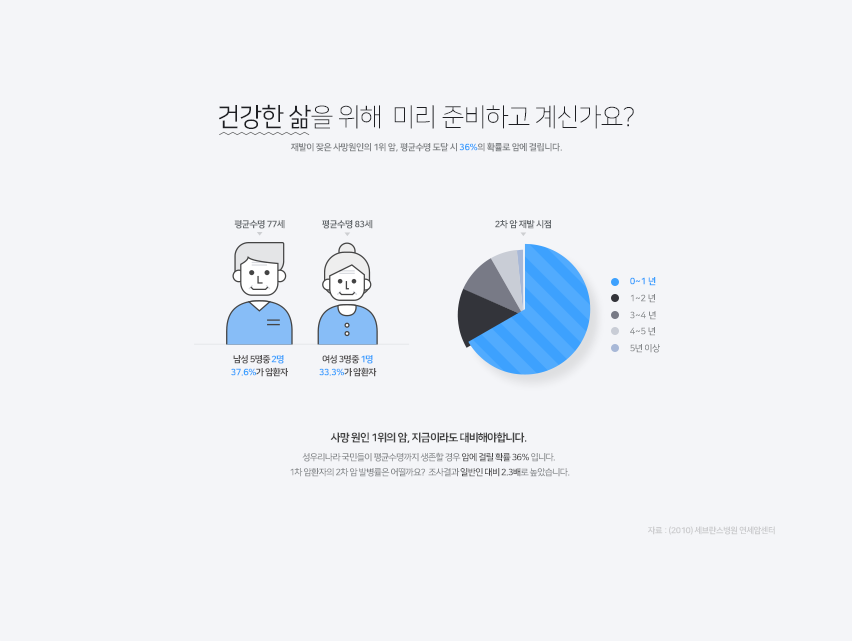 건강한 삶을 위해 미리 준비하고 계신가요?
재발이 잦은 사망원인의 1위 암, 평균수명 도달 시 36%의 확률로 암에 걸립니다.
평균수명 77세
평균수명 83세
남성 5명중 2명
37.6%가 암환자
여성 3명중 1명
33.3%가 암환자
2차 암 재발 시점
0~1 년
1~2 년
3~4 년
4~5 년
5년 이상
사망 원인 1위의 암, 지금이라도 대비해야합니다.
성우리나라 국민들이 평균수명까지 생존할 경우 암에 걸릴 확률 36% 입니다.
1차 암환자의 2차 암 발병률은 어떨까요? 조사결과 일반인 대비 2.3배로 높았습니다.
자료 : (2010) 세브란스병원 연세암센터